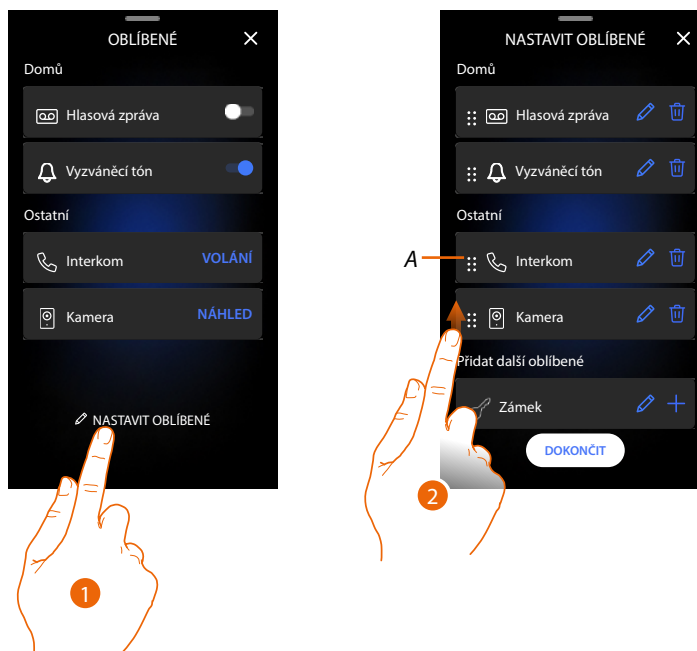 OBLÍBENÉ
Domů
Hlasová zpráva
Vyzváněcí tón
Ostatní
Interkom VOLÁNÍ
Kamera NÁHLED
NASTAVIT OBLÍBENÉ
1
NASTAVIT OBLÍBENÉ
Domů
Hlasová zpráva
Vyzváněcí tón
Ostatní
A
Interkom
Kamera
Přidat další oblíbené
Zámek
DOKONČIT
2